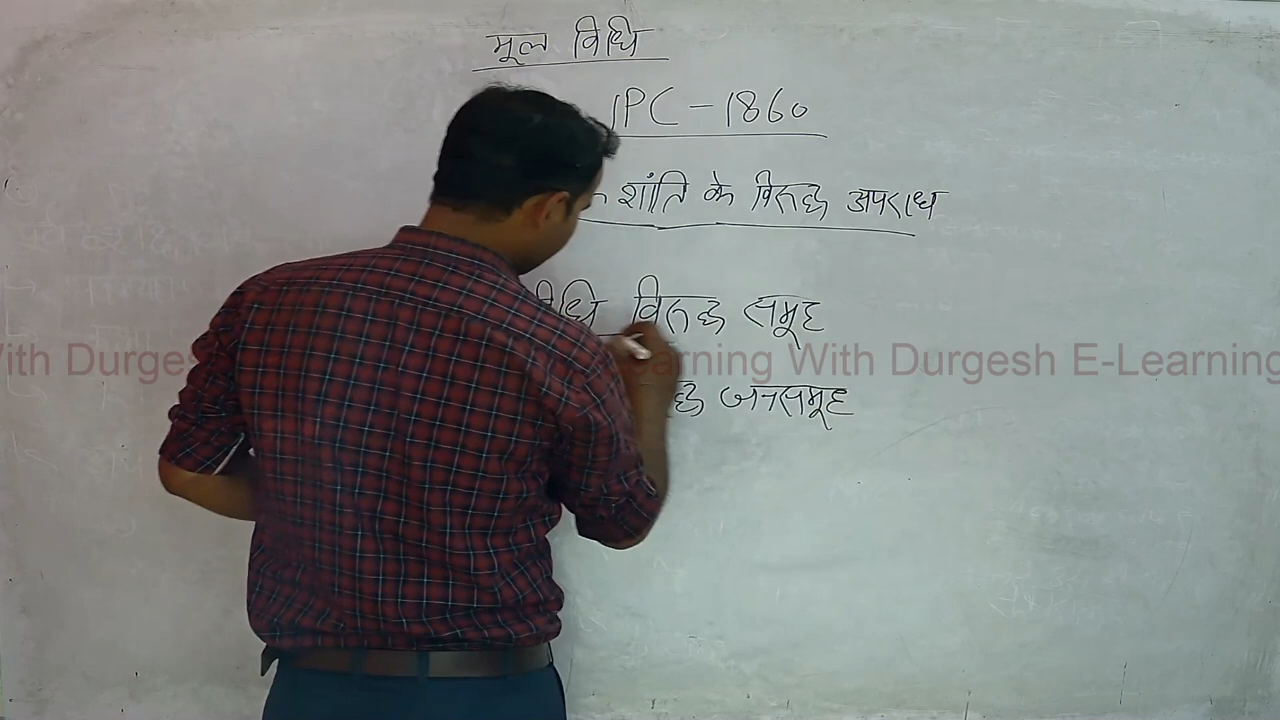 मूल विधि
IPC - 1860
शांति के विरुद्ध अपराध
विधि विरुद्ध समूह
With Durgesh E-Learning With Durgesh E-Learning
जनसमूह